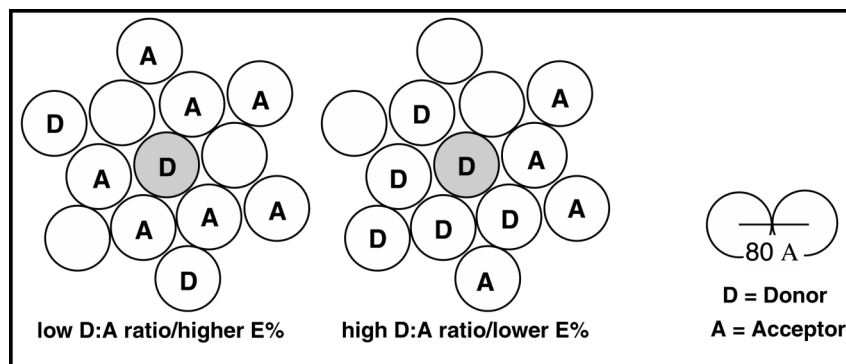 A
A
A
D
D
A
A
A
A
D
low D:A ratio/higher E%
A
D
A
D
D
A
D
D
D
A
high D:A ratio/lower E%
80 A
D = Donor
A = Acceptor